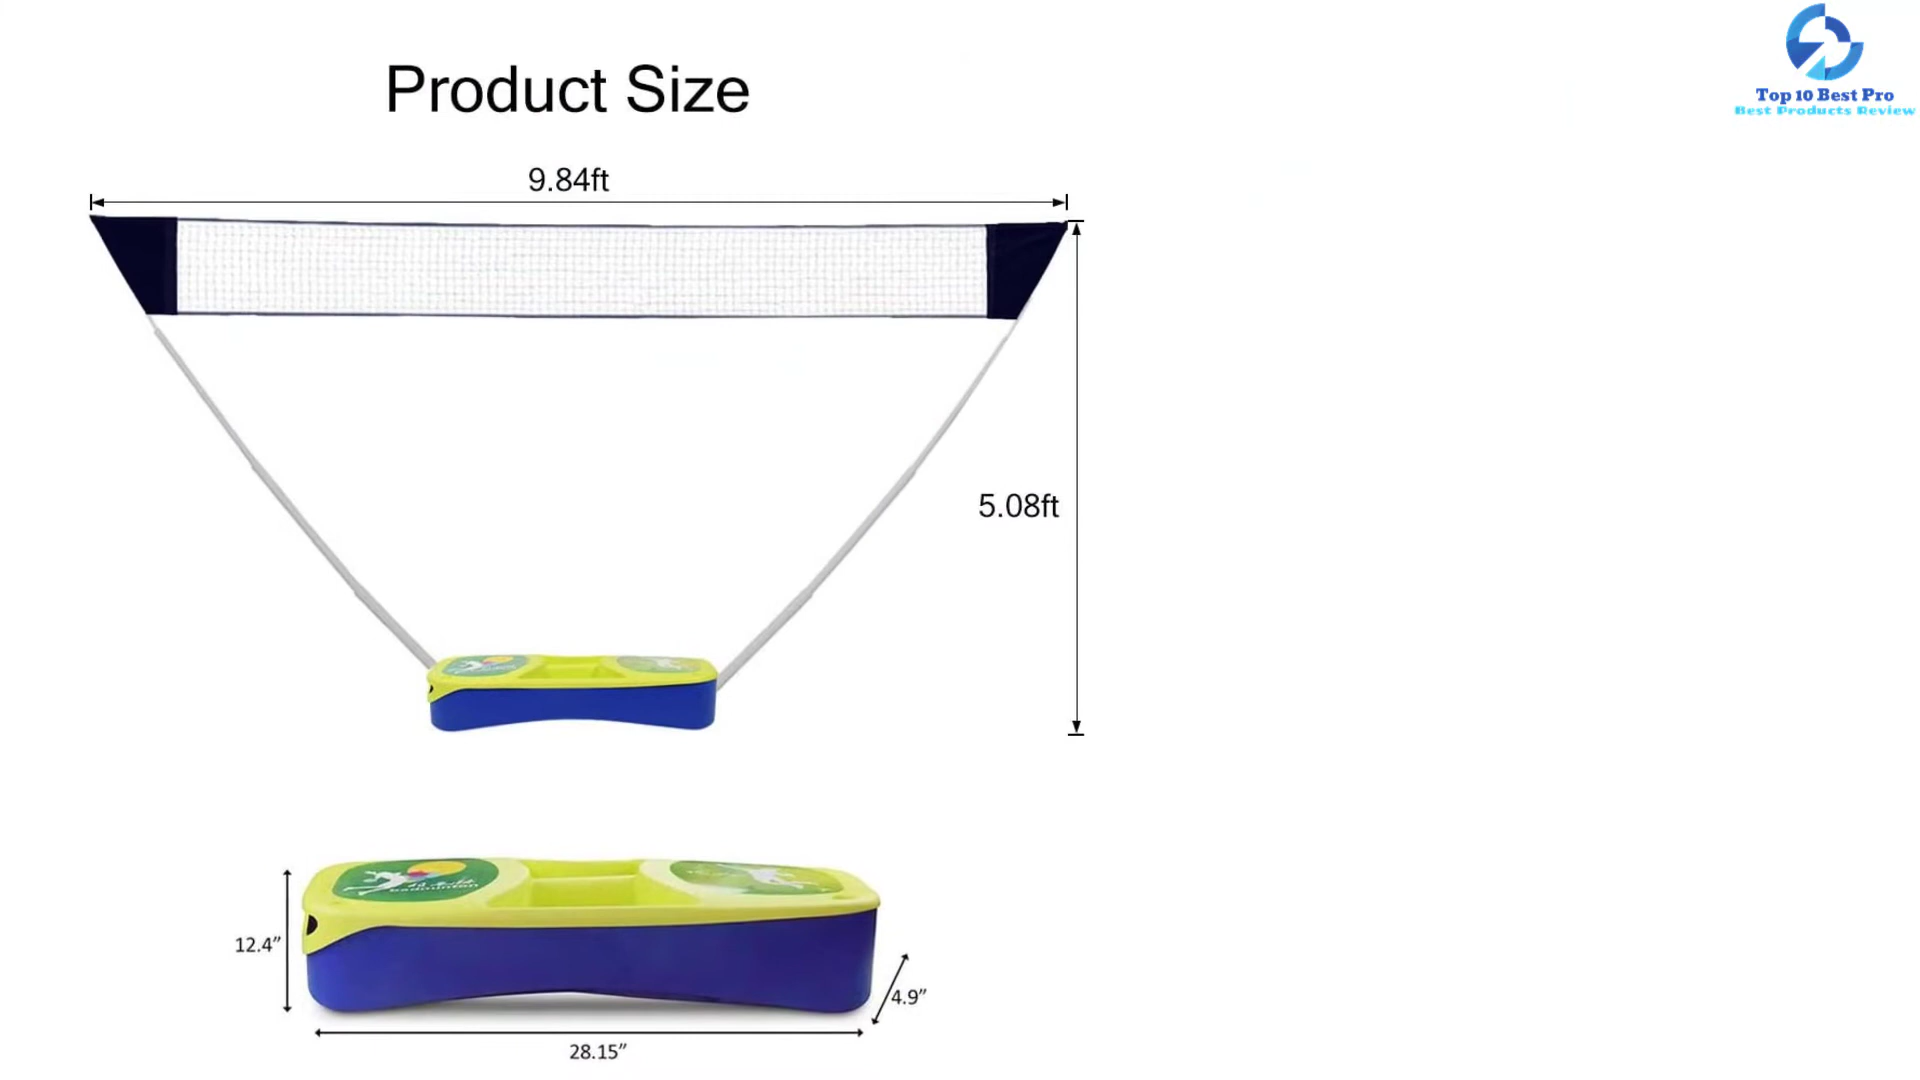 Product Size
Top 10 Best Pro
Best Products Review
9.84ft
5.08ft
badminton
12.4”
4.9”
28.15”